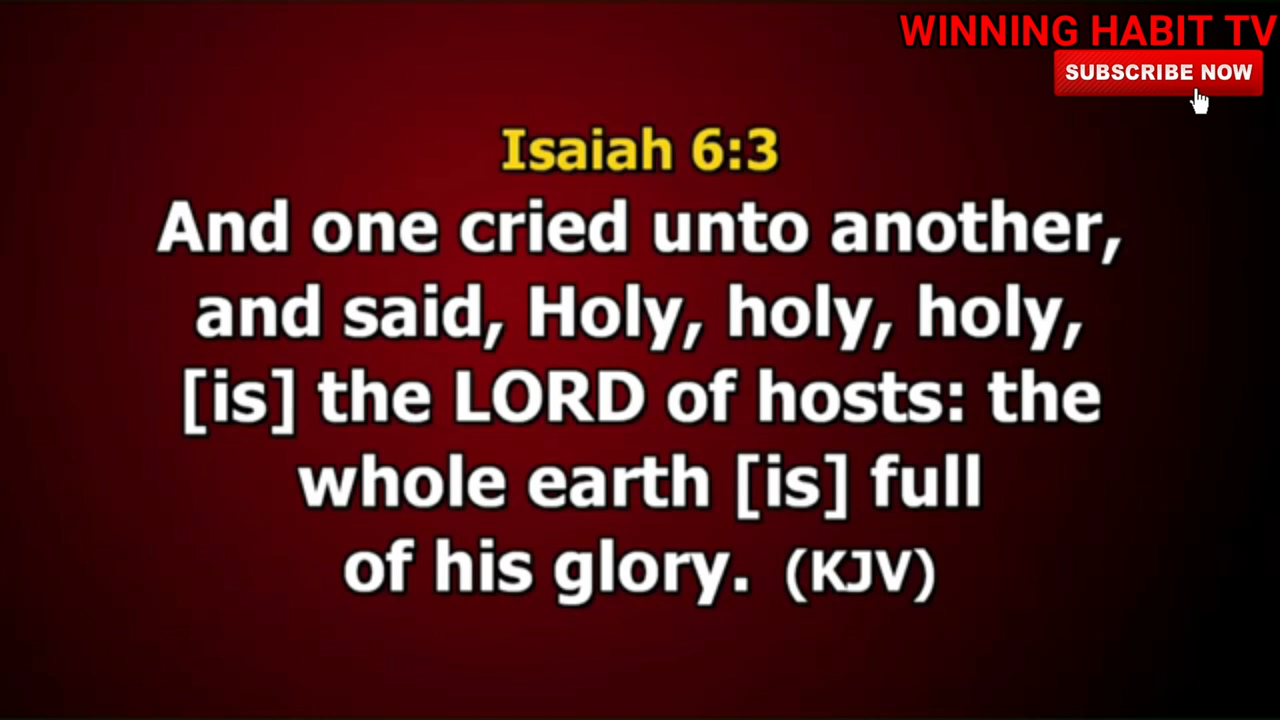 WINNING HABIT TV
SUBSCRIBE NOW
Isaiah 6:3
And one cried unto another,
and said, Holy, holy, holy,
[is] the LORD of hosts: the
whole earth [is] full
of his glory. (KJV)